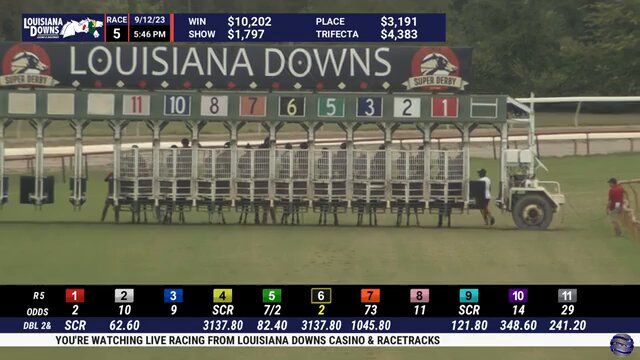 LOUISIANA DOWNS
CASINO & RACETRACK
RACE 5
9/12/23
5:46 PM
WIN $10,202 PLACE $3,191
SHOW $1,797 TRIFECTA $4,383
SUPER DERBY LOUISIANA DOWNS SUPER DERBY
11 10 8 7 6 5 3 2 1
R5 1 2 3 4 5 6 7 8 9 10 11
ODDS 2 10 9 SCR 7/2 2 73 11 SCR 14 29
DBL 2& SCR 62.60 3137.80 82.40 3137.80 1045.80 121.80 348.60 241.20
YOU'RE WATCHING LIVE RACING FROM LOUISIANA DOWNS CASINO & RACETRACKS